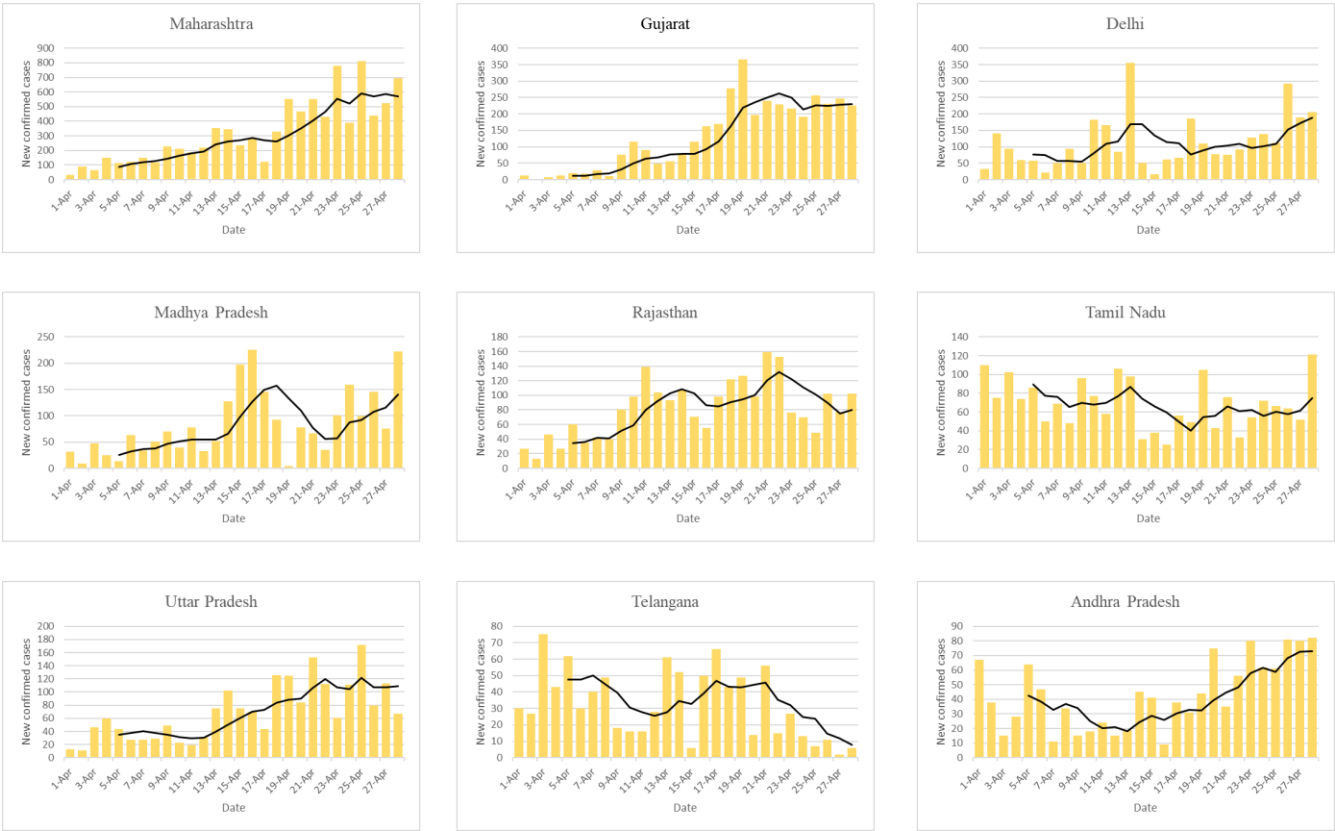 Maharashtra
New confirmed cases
900
800
700
600
500
400
300
200
100
0
1-Apr
3-Apr
5-Apr
7-Apr
9-Apr
11-Apr
13-Apr
15-Apr
17-Apr
19-Apr
21-Apr
23-Apr
25-Apr
27-Apr
Date
Gujarat
New confirmed cases
400
350
300
250
200
150
100
50
0
1-Apr
3-Apr
5-Apr
7-Apr
9-Apr
11-Apr
13-Apr
15-Apr
17-Apr
19-Apr
21-Apr
23-Apr
25-Apr
27-Apr
Date
Delhi
New confirmed cases
400
350
300
250
200
150
100
50
0
1-Apr
3-Apr
5-Apr
7-Apr
9-Apr
11-Apr
13-Apr
15-Apr
17-Apr
19-Apr
21-Apr
23-Apr
25-Apr
27-Apr
Date
Madhya Pradesh
New confirmed cases
250
200
150
100
50
0
1-Apr
3-Apr
5-Apr
7-Apr
9-Apr
11-Apr
13-Apr
15-Apr
17-Apr
19-Apr
21-Apr
23-Apr
25-Apr
27-Apr
Date
Rajasthan
New confirmed cases
180
160
140
120
100
80
60
40
20
0
1-Apr
3-Apr
5-Apr
7-Apr
9-Apr
11-Apr
13-Apr
15-Apr
17-Apr
19-Apr
21-Apr
23-Apr
25-Apr
27-Apr
Date
Tamil Nadu
New confirmed cases
140
120
100
80
60
40
20
0
1-Apr
3-Apr
5-Apr
7-Apr
9-Apr
11-Apr
13-Apr
15-Apr
17-Apr
19-Apr
21-Apr
23-Apr
25-Apr
27-Apr
Date
Uttar Pradesh
New confirmed cases
200
180
160
140
120
100
80
60
40
20
0
1-Apr
3-Apr
5-Apr
7-Apr
9-Apr
11-Apr
13-Apr
15-Apr
17-Apr
19-Apr
21-Apr
23-Apr
25-Apr
27-Apr
Date
Telangana
New confirmed cases
80
70
60
50
40
30
20
10
0
1-Apr
3-Apr
5-Apr
7-Apr
9-Apr
11-Apr
13-Apr
15-Apr
17-Apr
19-Apr
21-Apr
23-Apr
25-Apr
27-Apr
Date
Andhra Pradesh
New confirmed cases
90
80
70
60
50
40
30
20
10
0
1-Apr
3-Apr
5-Apr
7-Apr
9-Apr
11-Apr
13-Apr
15-Apr
17-Apr
19-Apr
21-Apr
23-Apr
25-Apr
27-Apr
Date